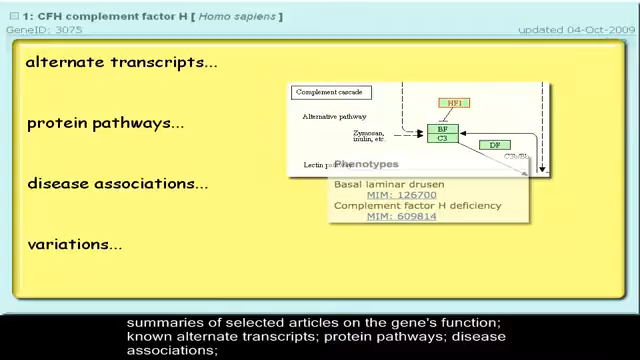 1: CFH complement factor H [ Homo sapiens ]
GeneID: 3075 updated 04-Oct-2009
alternate transcripts...
protein pathways...
disease associations...
variations...
Complement cascade
Alternative pathway
HF1
Zymosan,
inulin, etc.
BF
C3
DF
Lectin
Phenotypes
Basal laminar drusen
MIM: 126700
Complement factor H deficiency
MIM: 609814
summaries of selected articles on the gene's function;
known alternate transcripts; protein pathways; disease
associations;